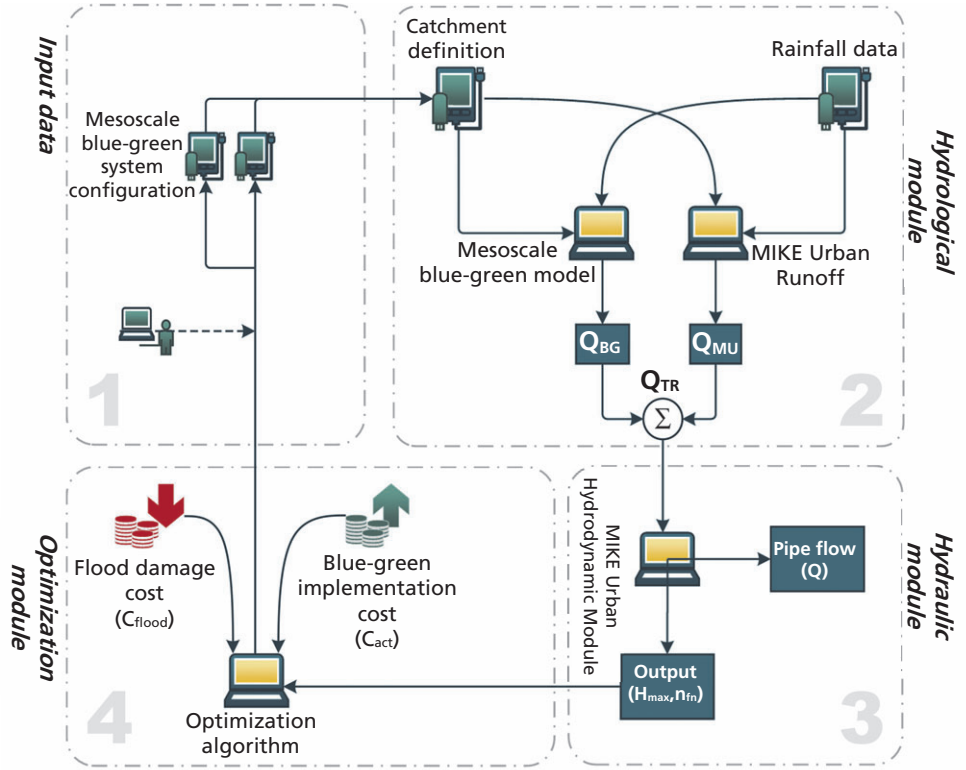 Input data
Mesoscale
blue-green
system
configuration
1
Catchment
definition
Rainfall data
Hydrological
module
Mesoscale
blue-green model
MIKE Urban
Runoff
QBG
QMU
QTR
Σ
2
Optimization
module
Flood damage
cost
(Cflood)
Blue-green
implementation
cost
(Cact)
Optimization
algorithm
4
MIKE Urban
Hydrodynamic Module
Pipe flow
(Q)
Output
(Hmax,nfn)
Hydraulic
module
3